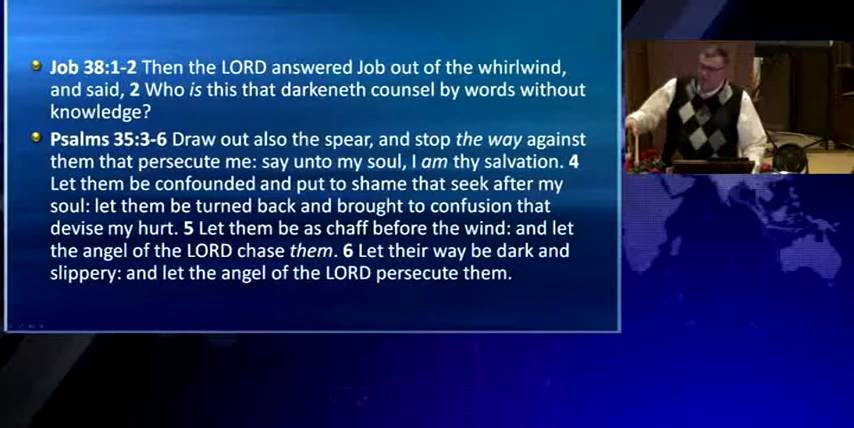 Job 38:1-2 Then the LORD answered Job out of the whirlwind,
and said, 2 Who is this that darkeneth counsel by words without
knowledge?
Psalms 35:3-6 Draw out also the spear, and stop the way against
them that persecute me: say unto my soul, I am thy salvation. 4
Let them be confounded and put to shame that seek after my
soul: let them be turned back and brought to confusion that
devise my hurt. 5 Let them be as chaff before the wind: and let
the angel of the LORD chase them. 6 Let their way be dark and
slippery: and let the angel of the LORD persecute them.